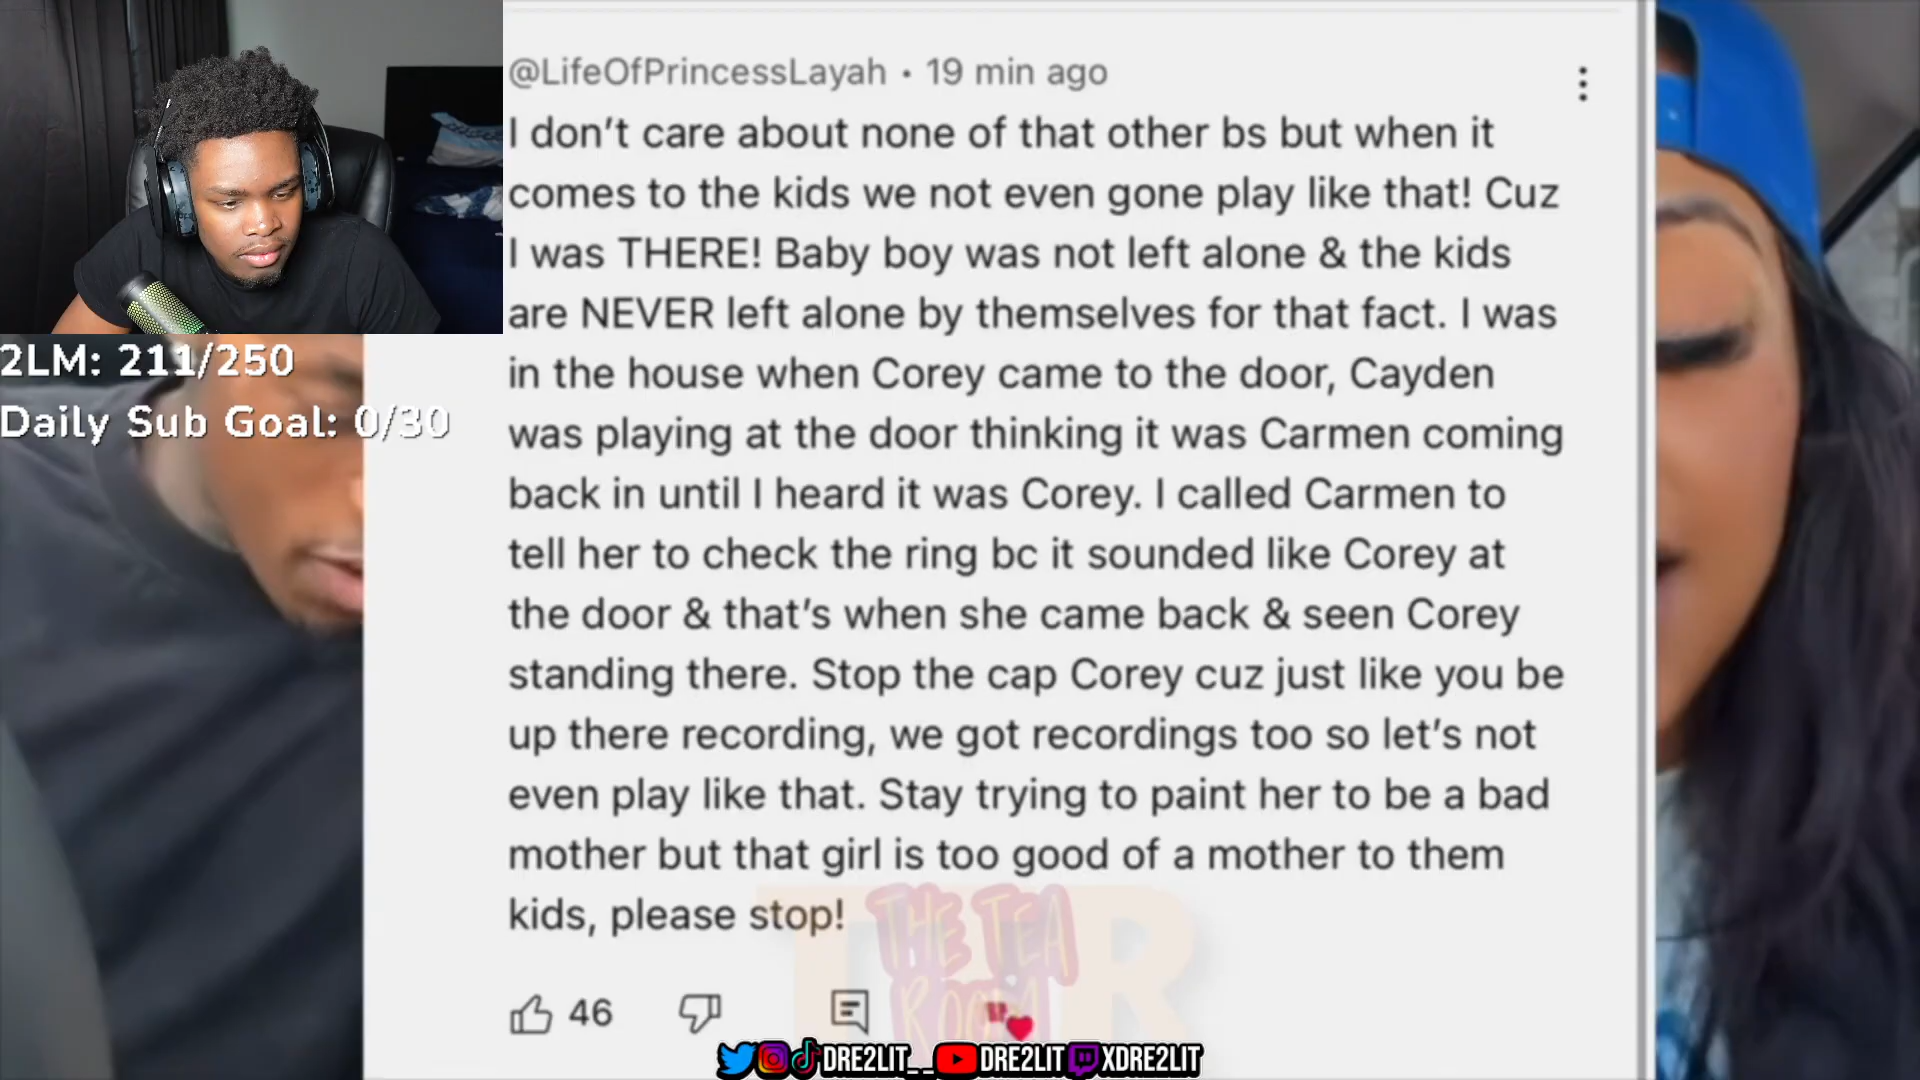 @LifeOfPrincessLayah • 19 min ago
I don't care about none of that other bs but when it
comes to the kids we not even gone play like that! Cuz
I was THERE! Baby boy was not left alone & the kids
are NEVER left alone by themselves for that fact. I was
in the house when Corey came to the door, Cayden
was playing at the door thinking it was Carmen coming
back in until I heard it was Corey. I called Carmen to
tell her to check the ring bc it sounded like Corey at
the door & that's when she came back & seen Corey
standing there. Stop the cap Corey cuz just like you be
up there recording, we got recordings too so let's not
even play like that. Stay trying to paint her to be a bad
mother but that girl is too good of a mother to them
kids, please stop!
46
2LM: 211/250
Daily Sub Goal: 0/30
THE TEA
ROOM
T R
DRE2LIT__ DRE2LIT XDRE2LIT